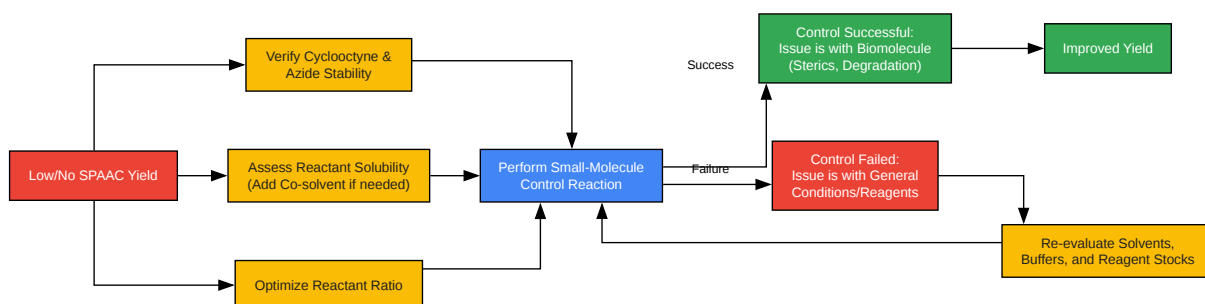 Low/No SPAAC Yield
Verify Cyclooctyne &
Azide Stability
Assess Reactant Solubility
(Add Co-solvent if needed)
Optimize Reactant Ratio
Perform Small-Molecule
Control Reaction
Success
Failure
Control Successful:
Issue is with Biomolecule
(Sterics, Degradation)
Improved Yield
Control Failed:
Issue is with General
Conditions/Reagents
Re-evaluate Solvents,
Buffers, and Reagent Stocks